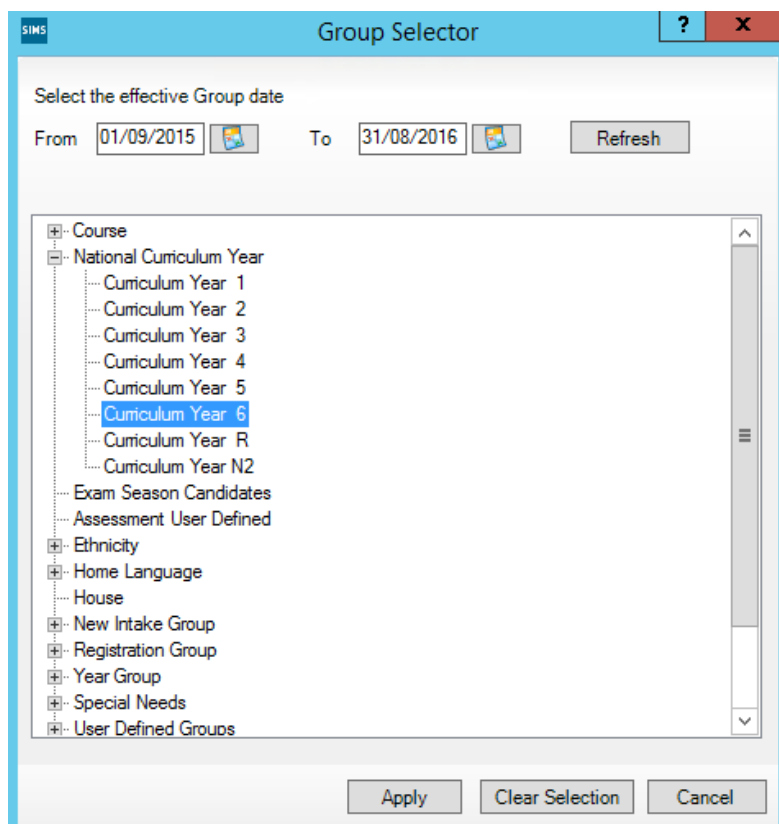 SIMS Group Selector ? x
Select the effective Group date
From 01/09/2015 To 31/08/2016 Refresh
Course
National Curriculum Year
Curriculum Year 1
Curriculum Year 2
Curriculum Year 3
Curriculum Year 4
Curriculum Year 5
Curriculum Year 6
Curriculum Year R
Curriculum Year N2
Exam Season Candidates
Assessment User Defined
Ethnicity
Home Language
House
New Intake Group
Registration Group
Year Group
Special Needs
User Defined Groups
Apply Clear Selection Cancel